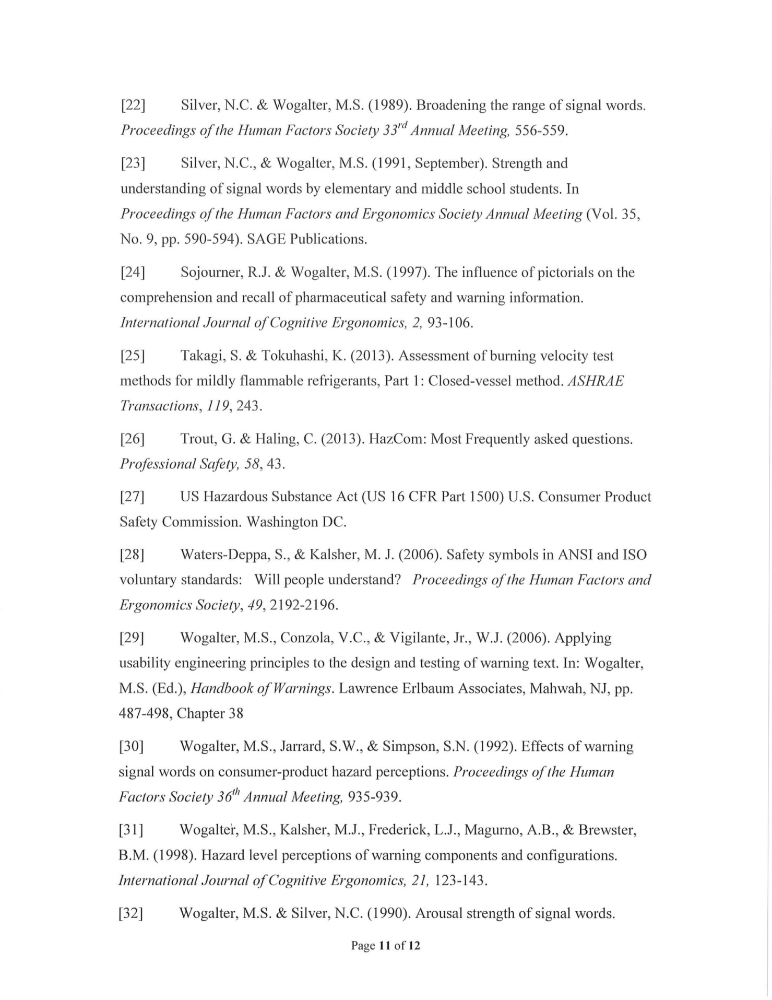 [22] Silver, N.C. & Wogalter, M.S. (1989). Broadening the range of signal words.
Proceedings of the Human Factors Society 33rd Annual Meeting, 556-559.
[23] Silver, N.C., & Wogalter, M.S. (1991, September). Strength and
understanding of signal words by elementary and middle school students. In
Proceedings of the Human Factors and Ergonomics Society Annual Meeting (Vol. 35,
No. 9, pp. 590-594). SAGE Publications.
[24] Sojourner, R.J. & Wogalter, M.S. (1997). The influence of pictorials on the
comprehension and recall of pharmaceutical safety and warning information.
International Journal of Cognitive Ergonomics, 2, 93-106.
[25] Takagi, S. & Tokuhashi, K. (2013). Assessment of burning velocity test
methods for mildly flammable refrigerants, Part 1: Closed-vessel method. ASHRAE
Transactions, 119, 243.
[26] Trout, G. & Haling, C. (2013). HazCom: Most Frequently asked questions.
Professional Safety, 58, 43.
[27] US Hazardous Substance Act (US 16 CFR Part 1500) U.S. Consumer Product
Safety Commission. Washington DC.
[28] Waters-Deppa, S., & Kalsher, M. J. (2006). Safety symbols in ANSI and ISO
voluntary standards: Will people understand? Proceedings of the Human Factors and
Ergonomics Society, 49, 2192-2196.
[29] Wogalter, M.S., Conzola, V.C., & Vigilante, Jr., W.J. (2006). Applying
usability engineering principles to the design and testing of warning text. In: Wogalter,
M.S. (Ed.), Handbook of Warnings. Lawrence Erlbaum Associates, Mahwah, NJ, pp.
487-498, Chapter 38
[30] Wogalter, M.S., Jarrard, S.W., & Simpson, S.N. (1992). Effects of warning
signal words on consumer-product hazard perceptions. Proceedings of the Human
Factors Society 36th Annual Meeting, 935-939.
[31] Wogalter, M.S., Kalsher, M.J., Frederick, L.J., Magurno, A.B., & Brewster,
B.M. (1998). Hazard level perceptions of warning components and configurations.
International Journal of Cognitive Ergonomics, 21, 123-143.
[32] Wogalter, M.S. & Silver, N.C. (1990). Arousal strength of signal words.
Page 11 of 12